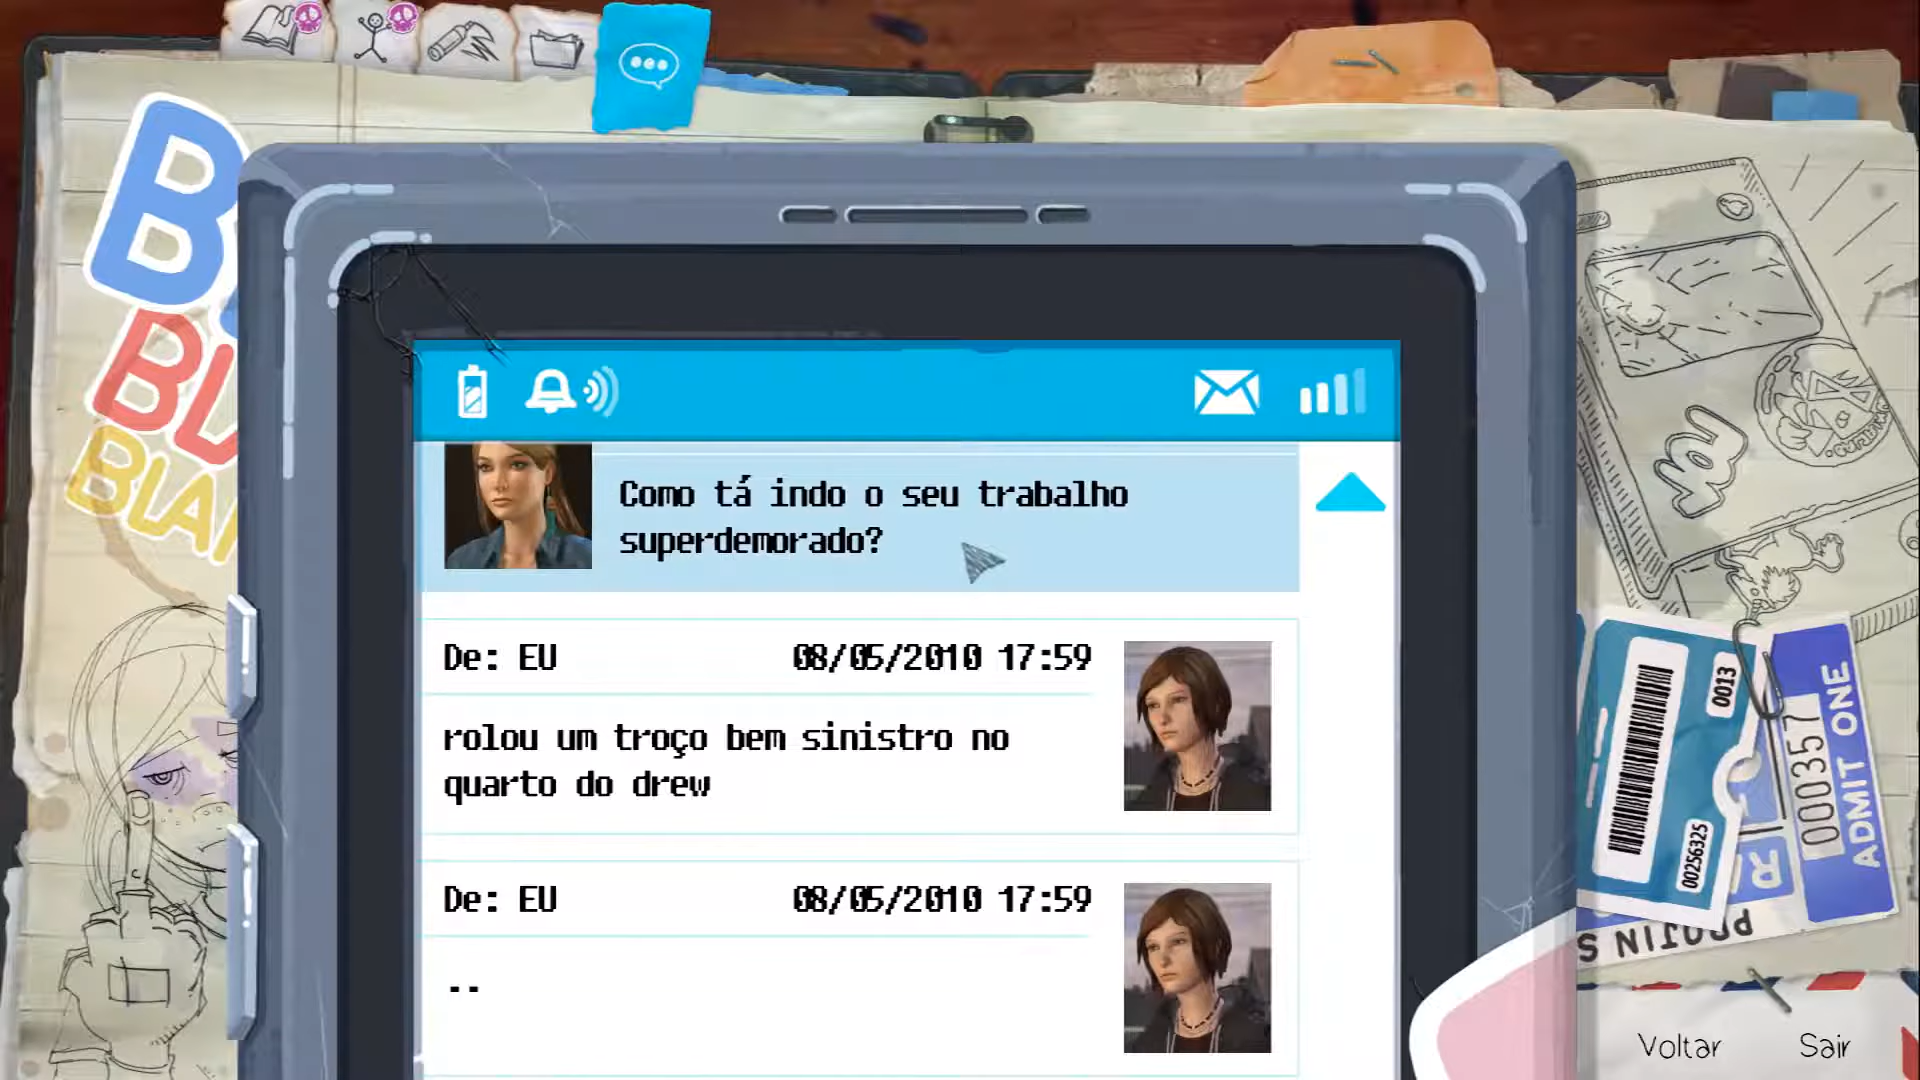 Como tá indo o seu trabalho
superdemorado?
De: EU 08/05/2010 17:59
rolou um troço bem sinistro no
quarto do drew
De: EU 08/05/2010 17:59
..
0013
00256325
000357
ADMIT ONE
Voltar Sair